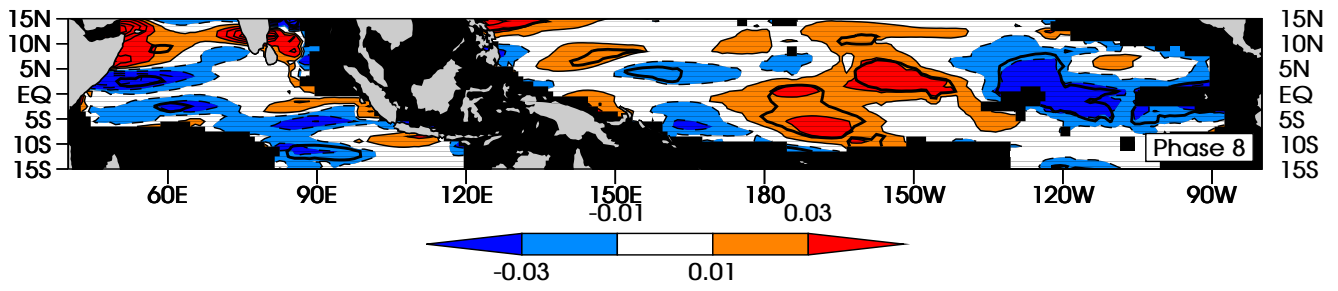 15N 15N
10N 10N
5N 5N
EQ EQ
5S 5S
10S Phase 8 10S
15S 15S
60E 90E 120E 150E 180 150W 120W 90W
-0.01 0.03
-0.03 0.01